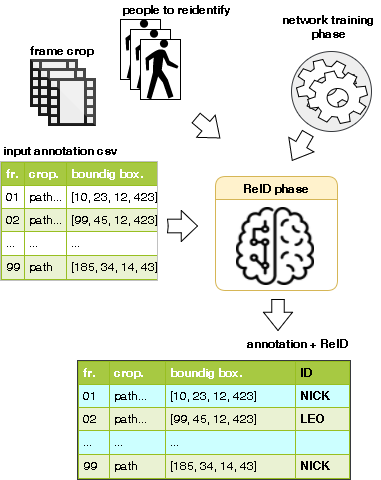 people to reidentify
network training
phase
frame crop
input annotation csv
fr. crop. boundig box.
01 path... [10, 23, 12, 423]
02 path... [99, 45, 12, 423]
... ... ...
99 path [185, 34, 14, 43]
ReID phase
annotation + ReID
fr. crop. boundig box. ID
01 path... [10, 23, 12, 423] NICK
02 path... [99, 45, 12, 423] LEO
... ... ...
99 path [185, 34, 14, 43] NICK